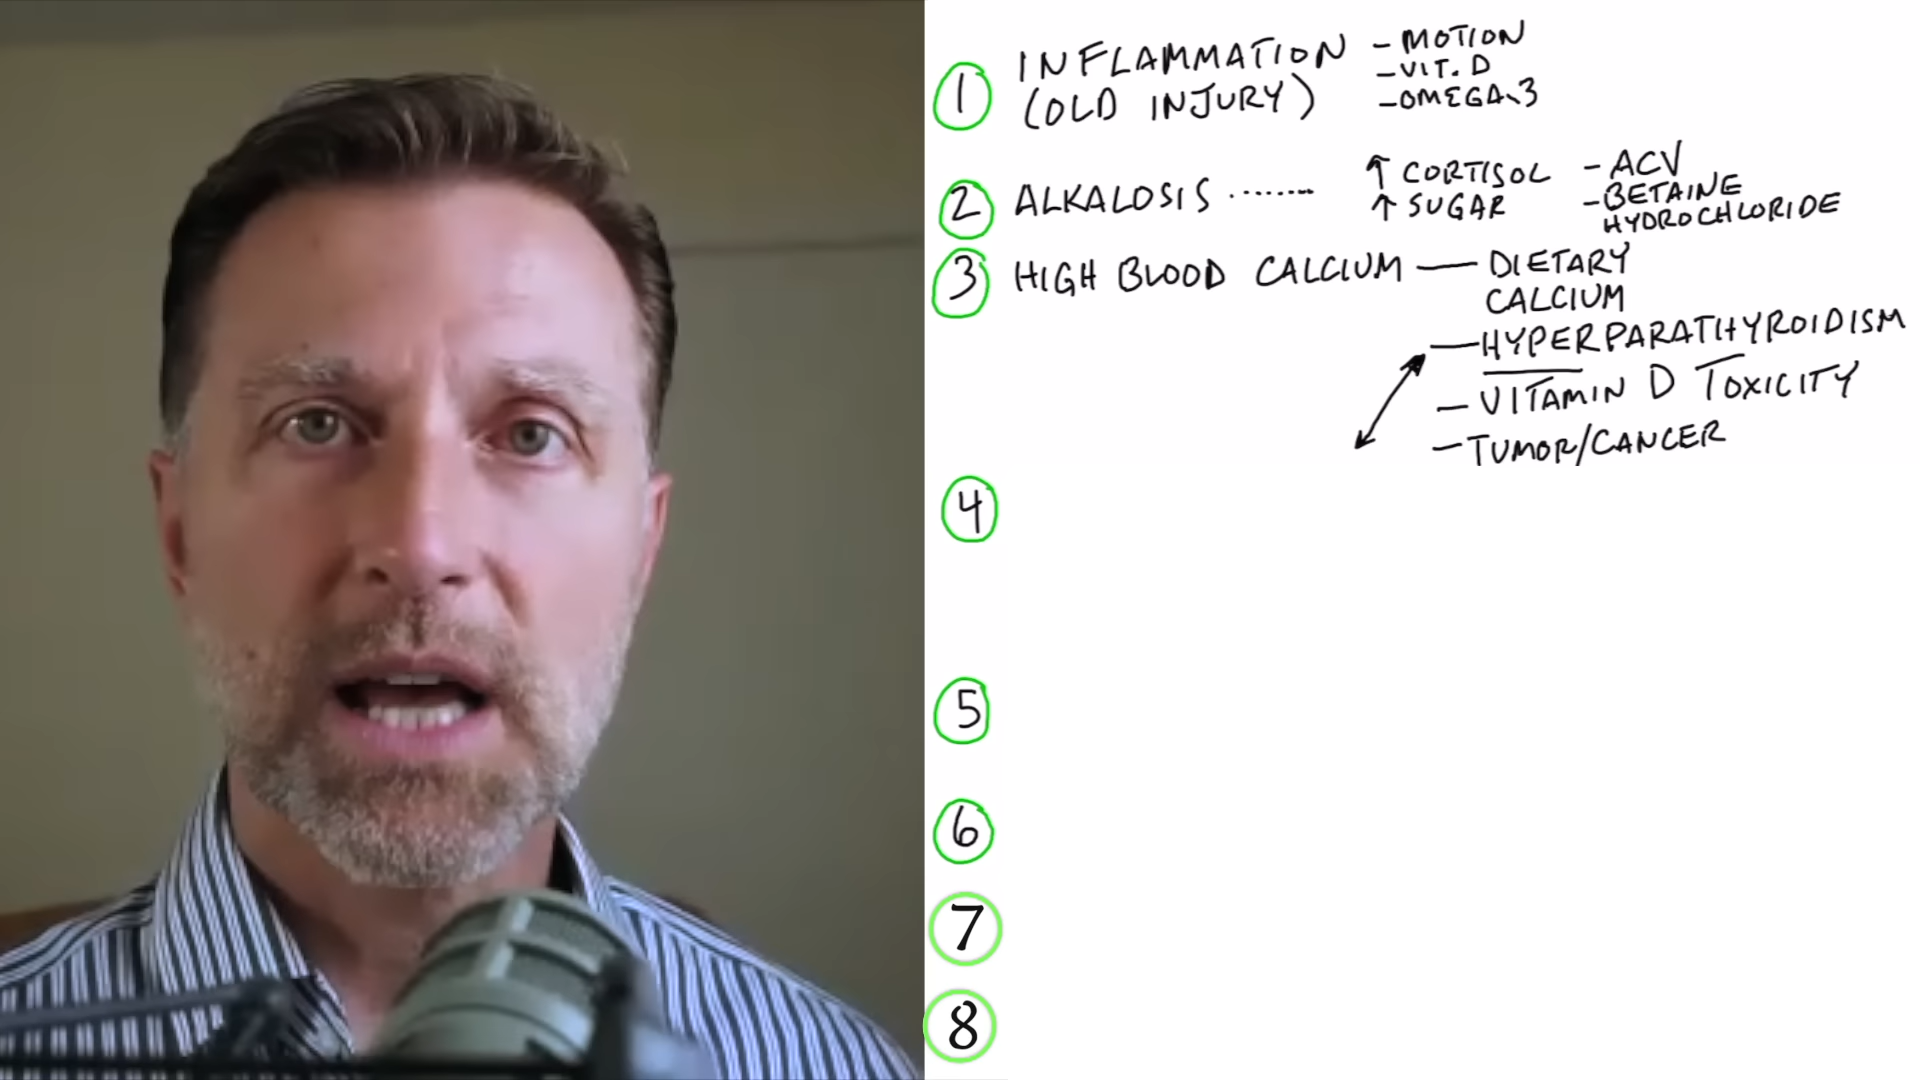 1 INFLAMMATION - MOTION
(OLD INJURY) - VIT. D
- OMEGA-3
2 ALKALOSIS ........ ↑ CORTISOL - ACV
↑ SUGAR - BETAINE
HYDROCHLORIDE
3 HIGH BLOOD CALCIUM — DIETARY
CALCIUM
— HYPERPARATHYROIDISM
- VITAMIN D TOXICITY
- TUMOR/CANCER
4
5
6
7
8